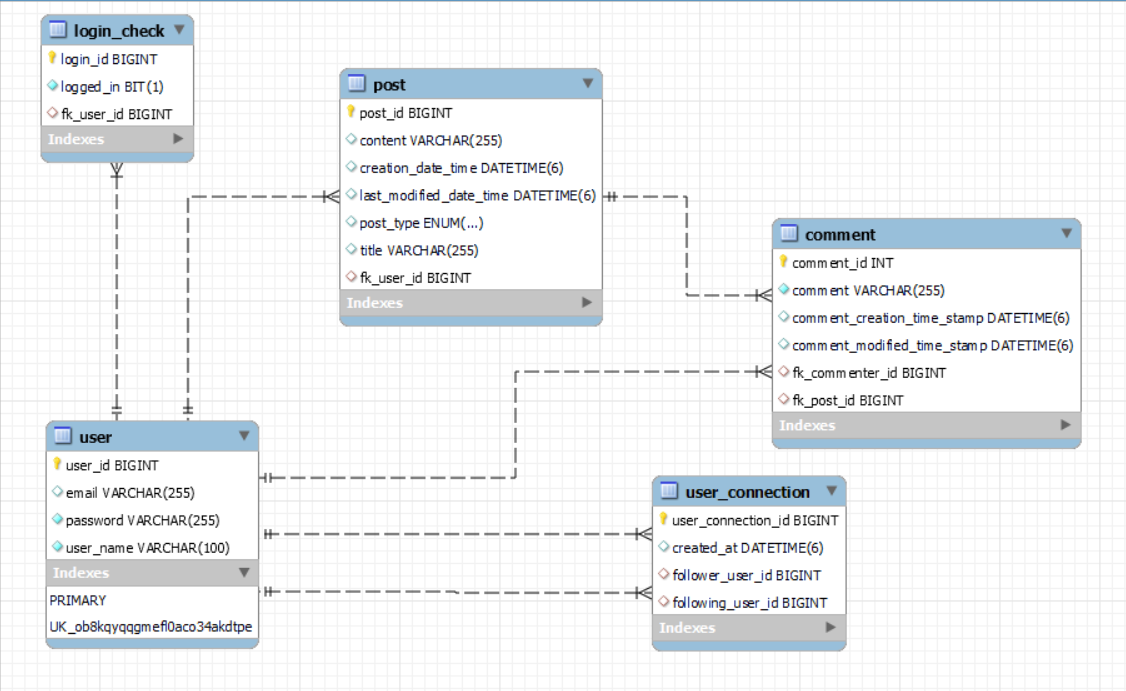 login_check
login_id BIGINT
logged_in BIT(1)
fk_user_id BIGINT
Indexes
post
post_id BIGINT
content VARCHAR(255)
creation_date_time DATETIME(6)
last_modified_date_time DATETIME(6)
post_type ENUM(...)
title VARCHAR(255)
fk_user_id BIGINT
Indexes
comment
comment_id INT
comment VARCHAR(255)
comment_creation_time_stamp DATETIME(6)
comment_modified_time_stamp DATETIME(6)
fk_commenter_id BIGINT
fk_post_id BIGINT
Indexes
user
user_id BIGINT
email VARCHAR(255)
password VARCHAR(255)
user_name VARCHAR(100)
Indexes
PRIMARY
UK_ob8kqyqqgmefl0aco34akdtpe
user_connection
user_connection_id BIGINT
created_at DATETIME(6)
follower_user_id BIGINT
following_user_id BIGINT
Indexes